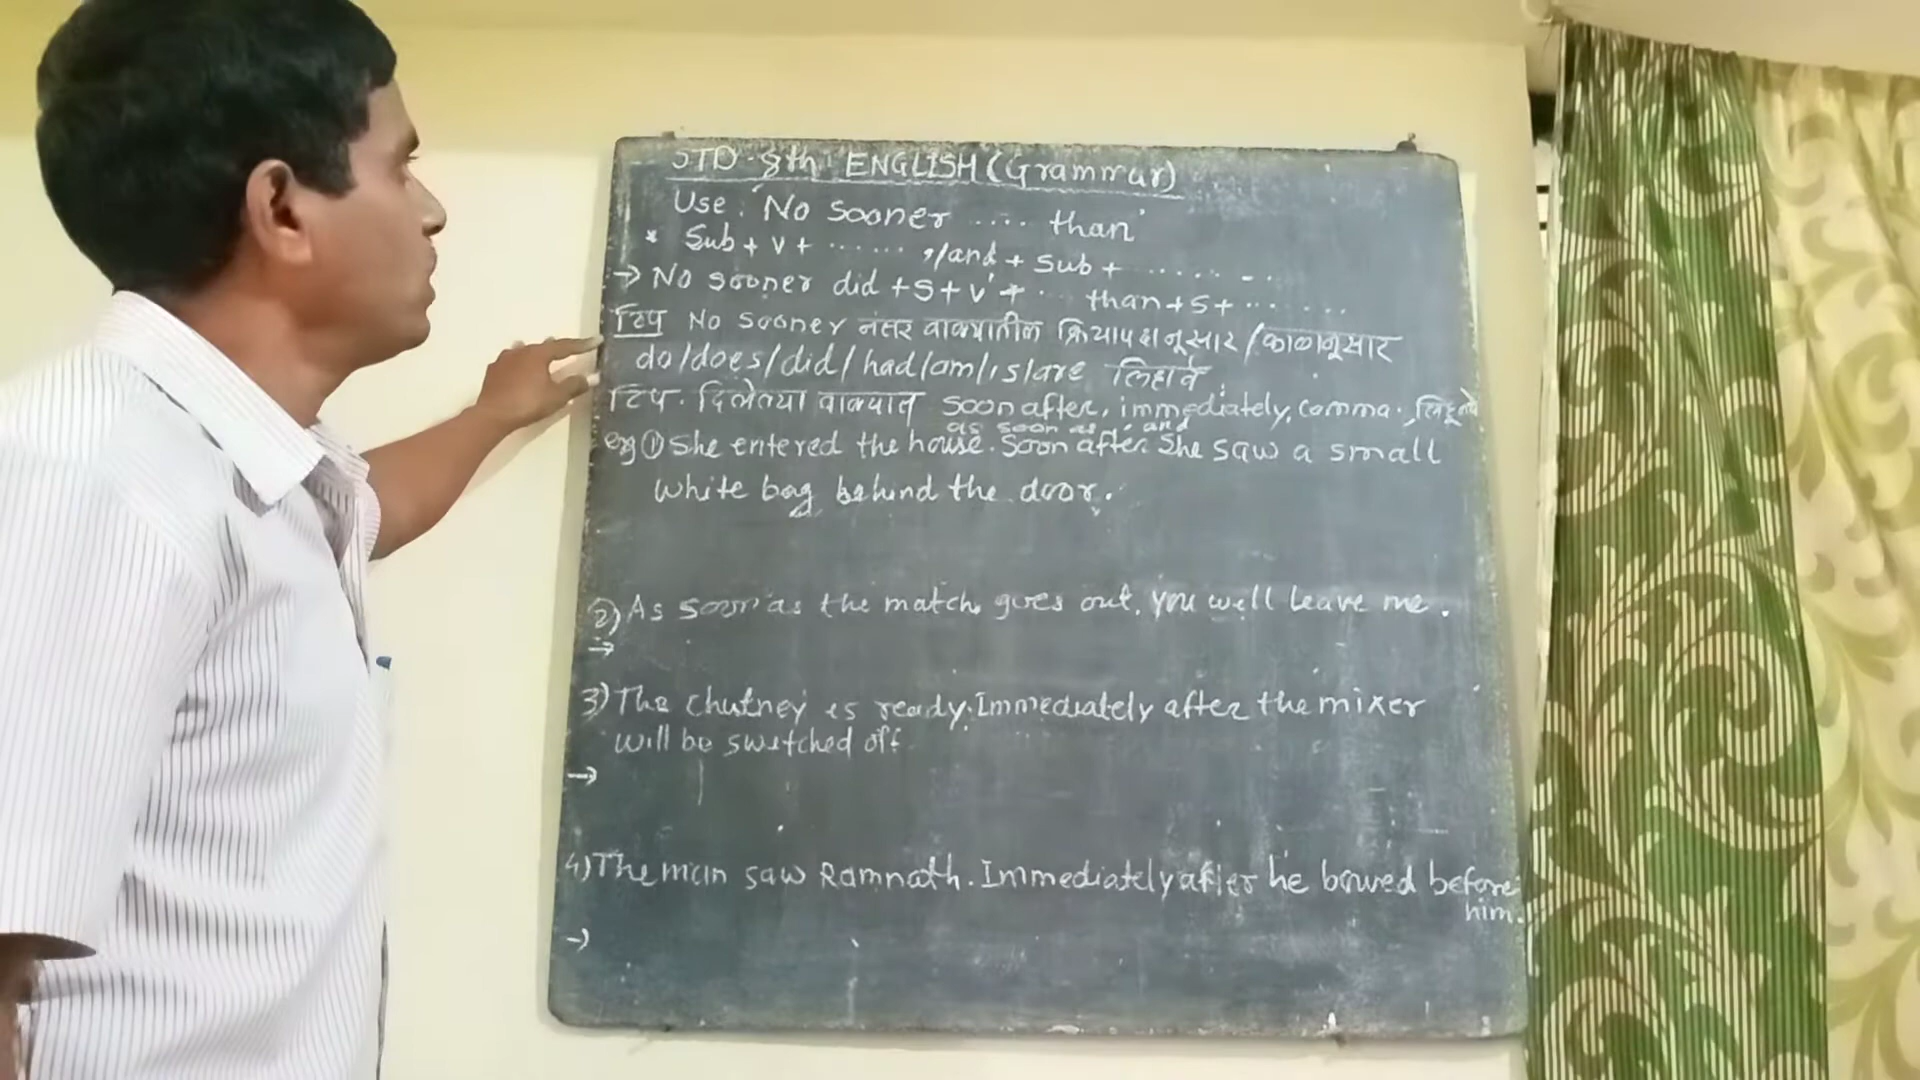 STD-8th ENGLISH (Grammar)
Use 'No sooner .... than'
* Sub + V + ....... ,/and + Sub + .......
→ No sooner did + S + V' + ... than + S + ......
टिप No sooner नंतर वाक्यातील क्रियापदानूसार / काळानूसार
do/does/did/had/am/is/are लिहावे
टिप. दिलेल्या वाक्यात soon after, immediately, comma.,
as soon as, and
eg ① She entered the house. Soon after She saw a small
white bag behind the door.
2) As soon as the match goes out, you will leave me.
→
3) The chutney is ready. Immediately after the mixer
will be switched off
→
4) The man saw Ramnath. Immediately after he bowed before
him.
→